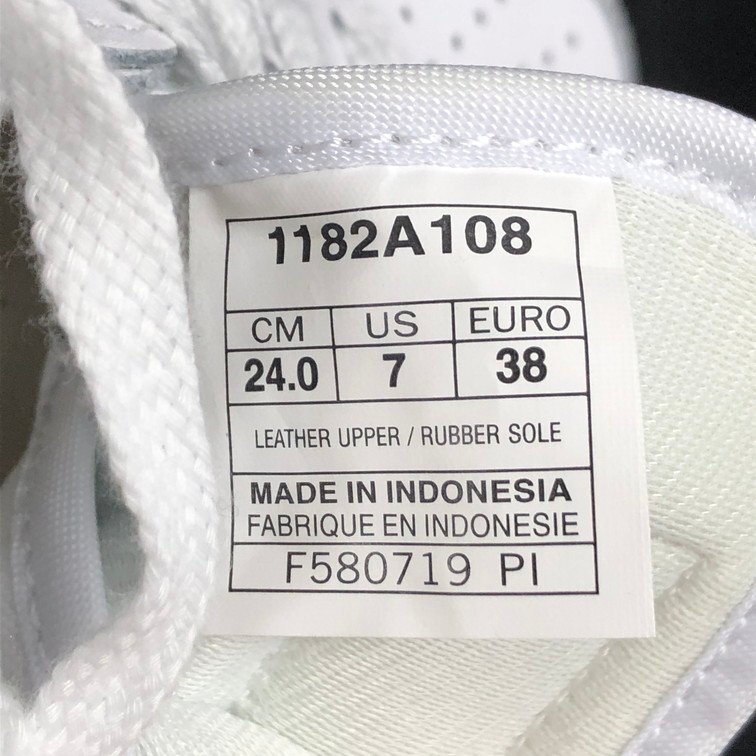 1182A108
CM US EURO
24.0 7 38
LEATHER UPPER / RUBBER SOLE
MADE IN INDONESIA
FABRIQUE EN INDONESIE
F580719 PI